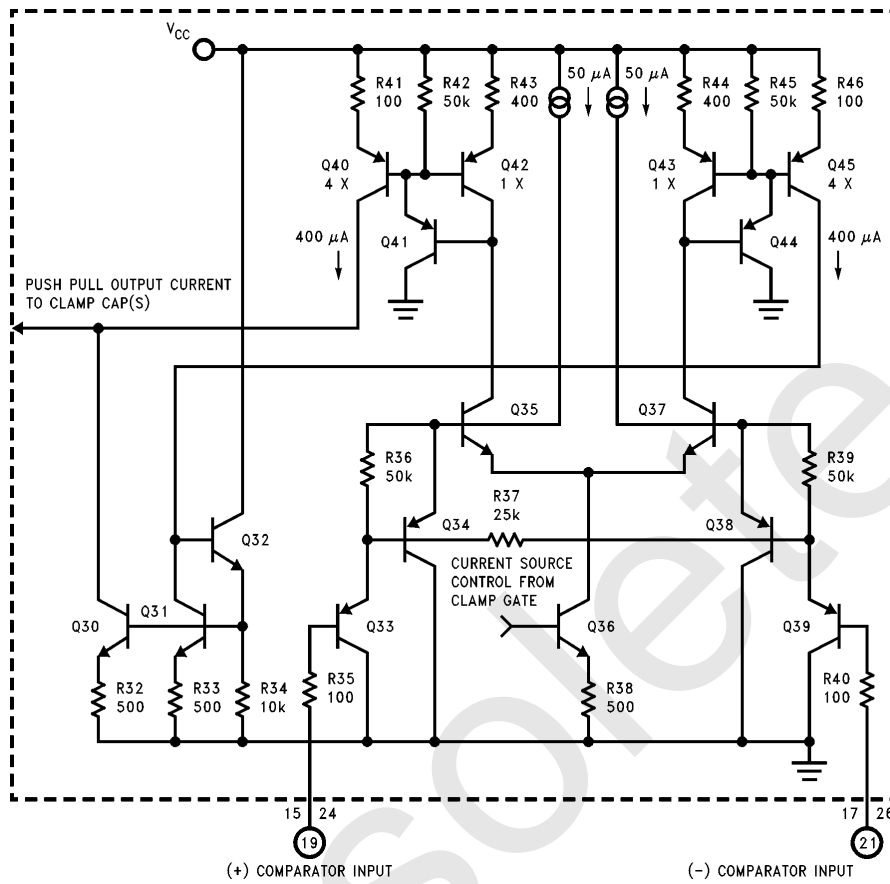 VCC
R41
100
R42
50k
R43
400
50 μA
50 μA
R44
400
R45
50k
R46
100
Q40
4 X
Q42
1 X
Q43
1 X
Q45
4 X
400 μA
Q41
Q44
400 μA
PUSH PULL OUTPUT CURRENT
TO CLAMP CAP(S)
Q35
Q37
R36
50k
R39
50k
R37
25k
Q34
Q38
Q32
CURRENT SOURCE
CONTROL FROM
CLAMP GATE
Q30
Q31
Q33
Q36
Q39
R32
500
R33
500
R34
10k
R35
100
R38
500
R40
100
15 24
19
(+) COMPARATOR INPUT
17 26
21
(-) COMPARATOR INPUT
solete